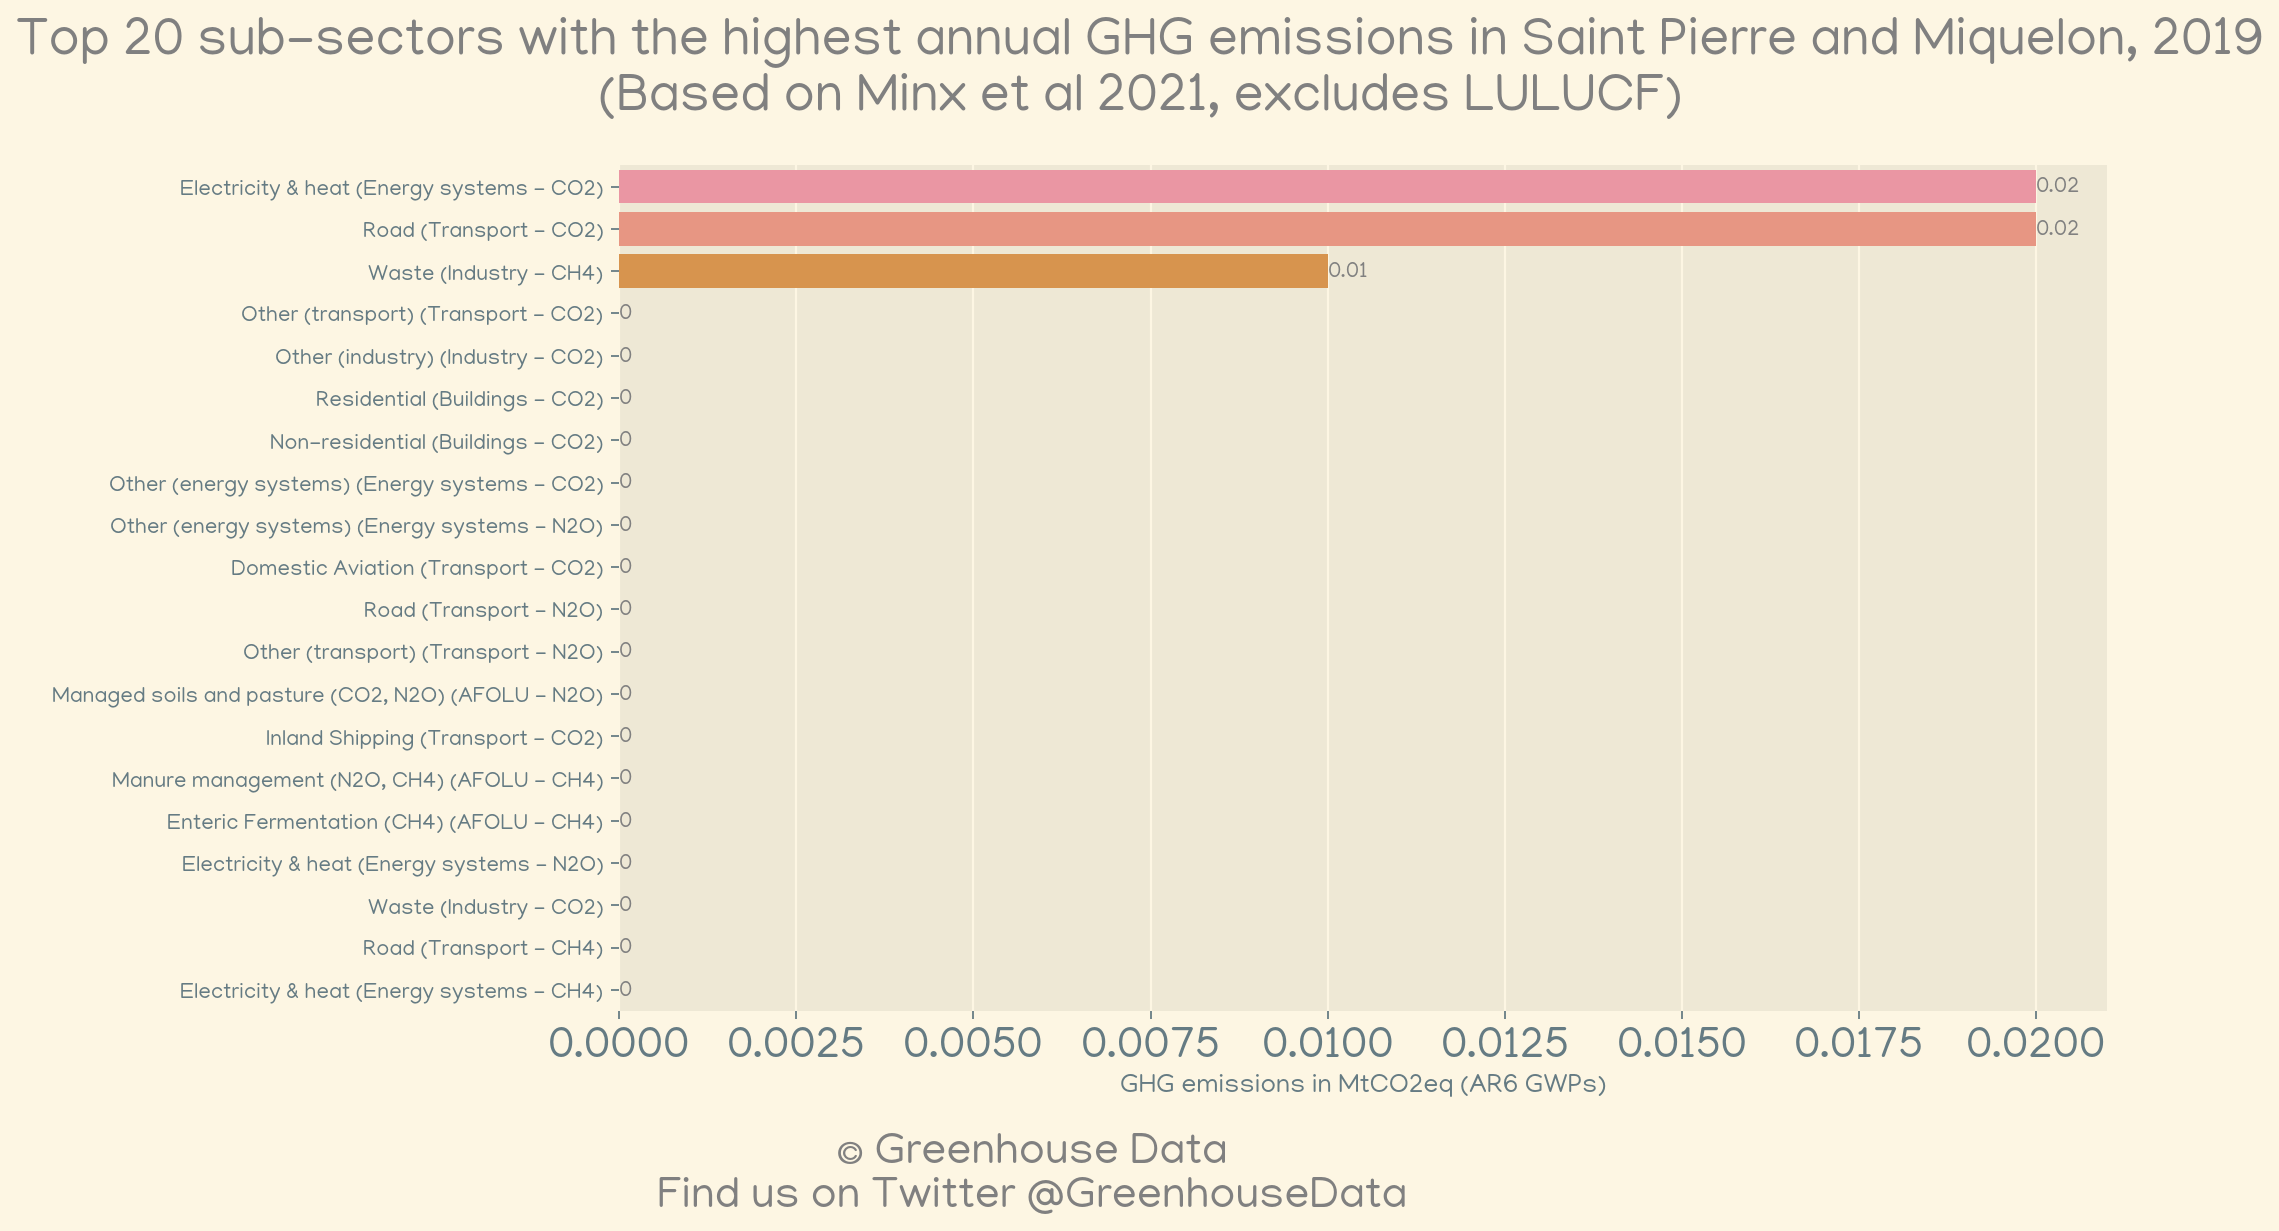 Top 20 sub-sectors with the highest annual GHG emissions in Saint Pierre and Miquelon, 2019
(Based on Minx et al 2021, excludes LULUCF)
Electricity & heat (Energy systems - CO2) 0.02
Road (Transport - CO2) 0.02
Waste (Industry - CH4) 0.01
Other (transport) (Transport - CO2) 0
Other (industry) (Industry - CO2) 0
Residential (Buildings - CO2) 0
Non-residential (Buildings - CO2) 0
Other (energy systems) (Energy systems - CO2) 0
Other (energy systems) (Energy systems - N2O) 0
Domestic Aviation (Transport - CO2) 0
Road (Transport - N2O) 0
Other (transport) (Transport - N2O) 0
Managed soils and pasture (CO2, N2O) (AFOLU - N2O) 0
Inland Shipping (Transport - CO2) 0
Manure management (N2O, CH4) (AFOLU - CH4) 0
Enteric Fermentation (CH4) (AFOLU - CH4) 0
Electricity & heat (Energy systems - N2O) 0
Waste (Industry - CO2) 0
Road (Transport - CH4) 0
Electricity & heat (Energy systems - CH4) 0
0.0000 0.0025 0.0050 0.0075 0.0100 0.0125 0.0150 0.0175 0.0200
GHG emissions in MtCO2eq (AR6 GWPs)
© Greenhouse Data
Find us on Twitter @GreenhouseData